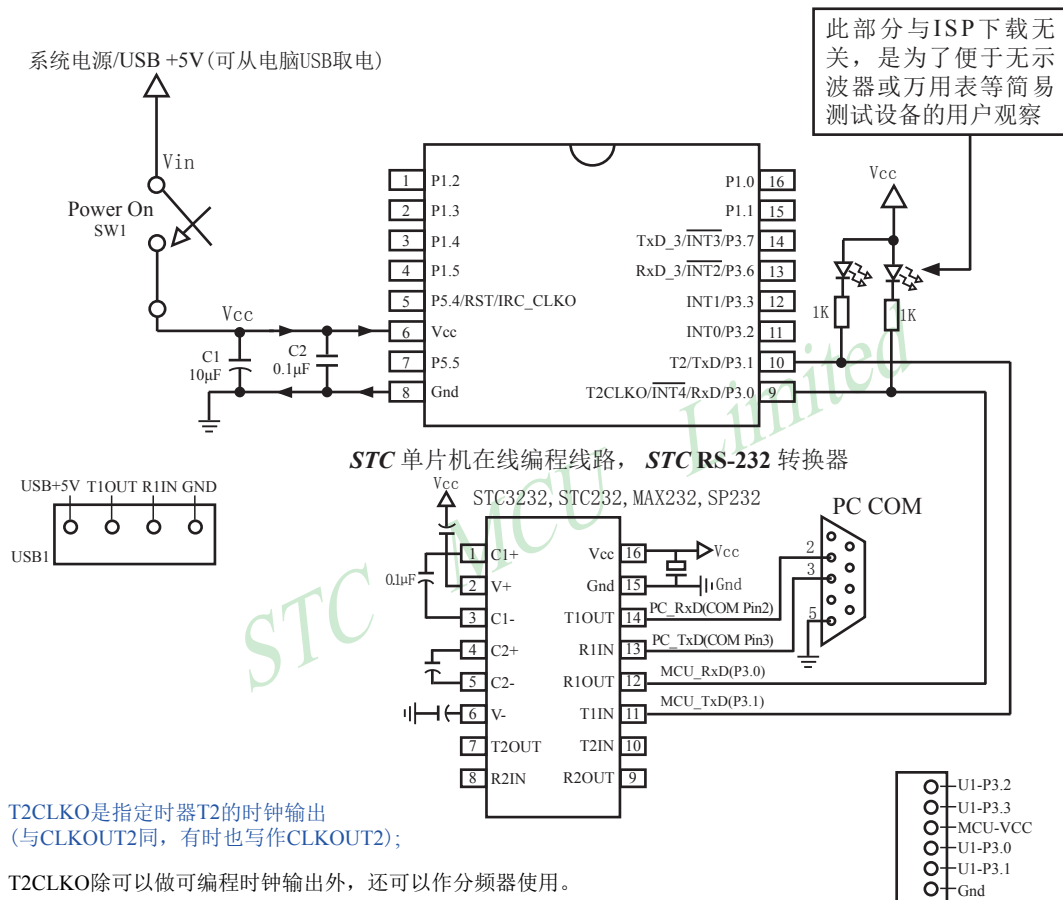 此部分与ISP下载无
关，是为了便于无示
波器或万用表等简易
测试设备的用户观察
系统电源/USB +5V(可从电脑USB取电)
Vin
Power On
SW1
Vcc
C1
10μF
C2
0.1μF
1 P1.2
2 P1.3
3 P1.4
4 P1.5
5 P5.4/RST/IRC_CLKO
6 Vcc
7 P5.5
8 Gnd
P1.0 16
P1.1 15
TxD_3/INT3/P3.7 14
RxD_3/INT2/P3.6 13
INT1/P3.3 12
INT0/P3.2 11
T2/TxD/P3.1 10
T2CLKO/INT4/RxD/P3.0 9
Vcc
1K
1K
STC 单片机在线编程线路， STC RS-232 转换器
STC3232,STC232,MAX232,SP232
USB+5V T1OUT R1IN GND
USB1
Vcc
0.1μF
1 C1+
2 V+
3 C1-
4 C2+
5 C2-
6 V-
7 T2OUT
8 R2IN
Vcc 16
Gnd 15
T1OUT 14
R1IN 13
R1OUT 12
T1IN 11
T2IN 10
R2OUT 9
Vcc
Gnd
PC_RxD(COM Pin2)
PC_TxD(COM Pin3)
MCU_RxD(P3.0)
MCU_TxD(P3.1)
PC COM
2
3
5
STC MCU Limited
T2CLKO是指定时器T2的时钟输出
(与CLKOUT2同，有时也写作CLKOUT2);
T2CLKO除可以做可编程时钟输出外，还可以作分频器使用。
U1-P3.2
U1-P3.3
MCU-VCC
U1-P3.0
U1-P3.1
Gnd